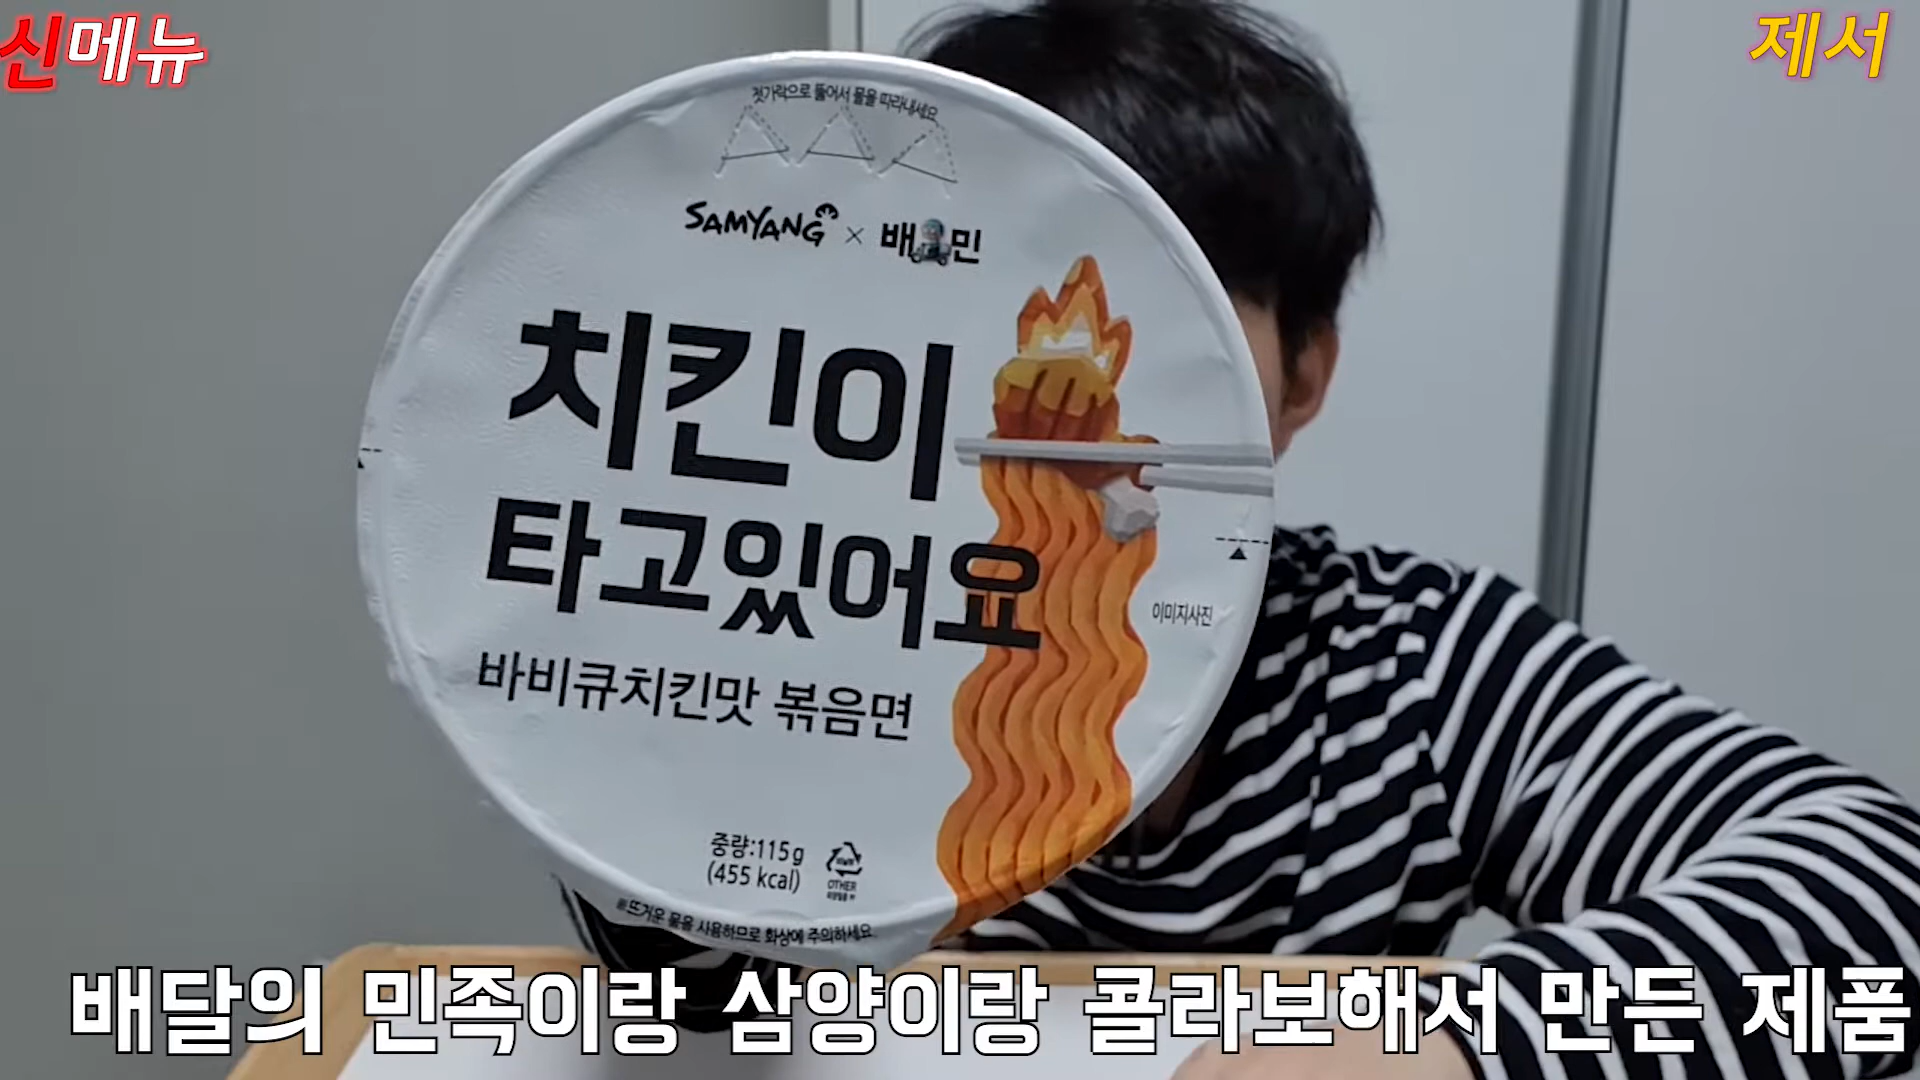 신메뉴
제서
젓가락으로 뚫어서 물을 따라내세요
SAMYANG × 배민
치킨이
타고있어요
바비큐치킨맛 볶음면
이미지사진
중량:115g
(455 kcal)
OTHER
※뜨거운 물을 사용하므로 화상에 주의하세요.
배달의 민족이랑 삼양이랑 콜라보해서 만든 제품